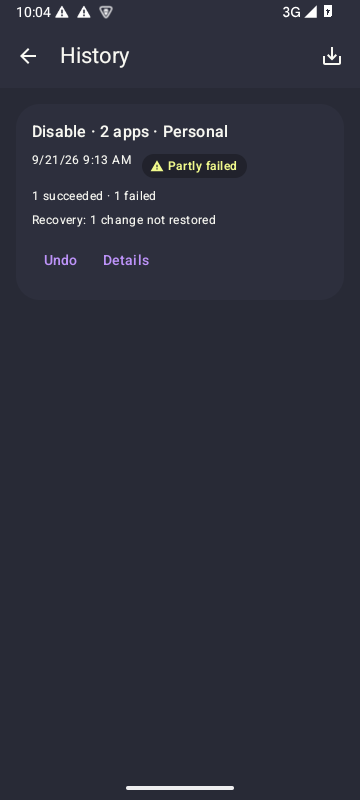 10:04
3G
History
Disable · 2 apps · Personal
9/21/26 9:13 AM
Partly failed
1 succeeded · 1 failed
Recovery: 1 change not restored
Undo
Details